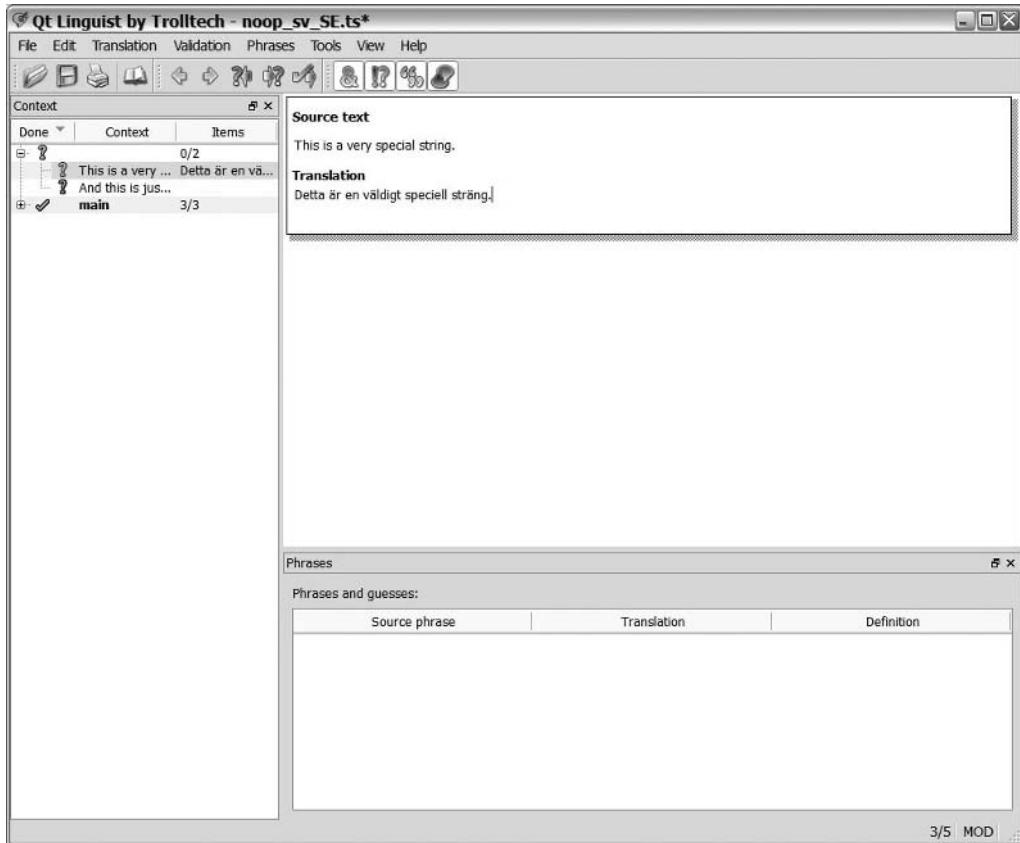 Qt Linguist by Trolltech - noop_sv_SE.ts*
File Edit Translation Validation Phrases Tools View Help
Context
Done Context Items
0/2
This is a very ... Detta är en vä...
And this is jus...
main 3/3
Source text
This is a very special string.
Translation
Detta är en väldigt speciell sträng.
Phrases
Phrases and guesses:
Source phrase Translation Definition
3/5 MOD